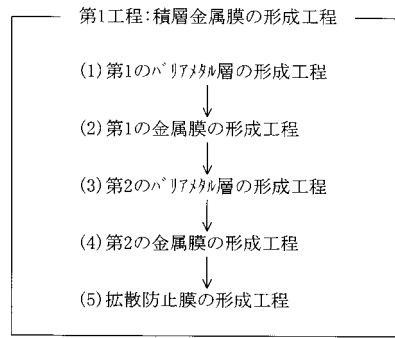 第1工程:積層金属膜の形成工程
(1)第1のﾊﾞﾘｱﾒﾀﾙ層の形成工程
(2)第1の金属膜の形成工程
(3)第2のﾊﾞﾘｱﾒﾀﾙ層の形成工程
(4)第2の金属膜の形成工程
(5)拡散防止膜の形成工程